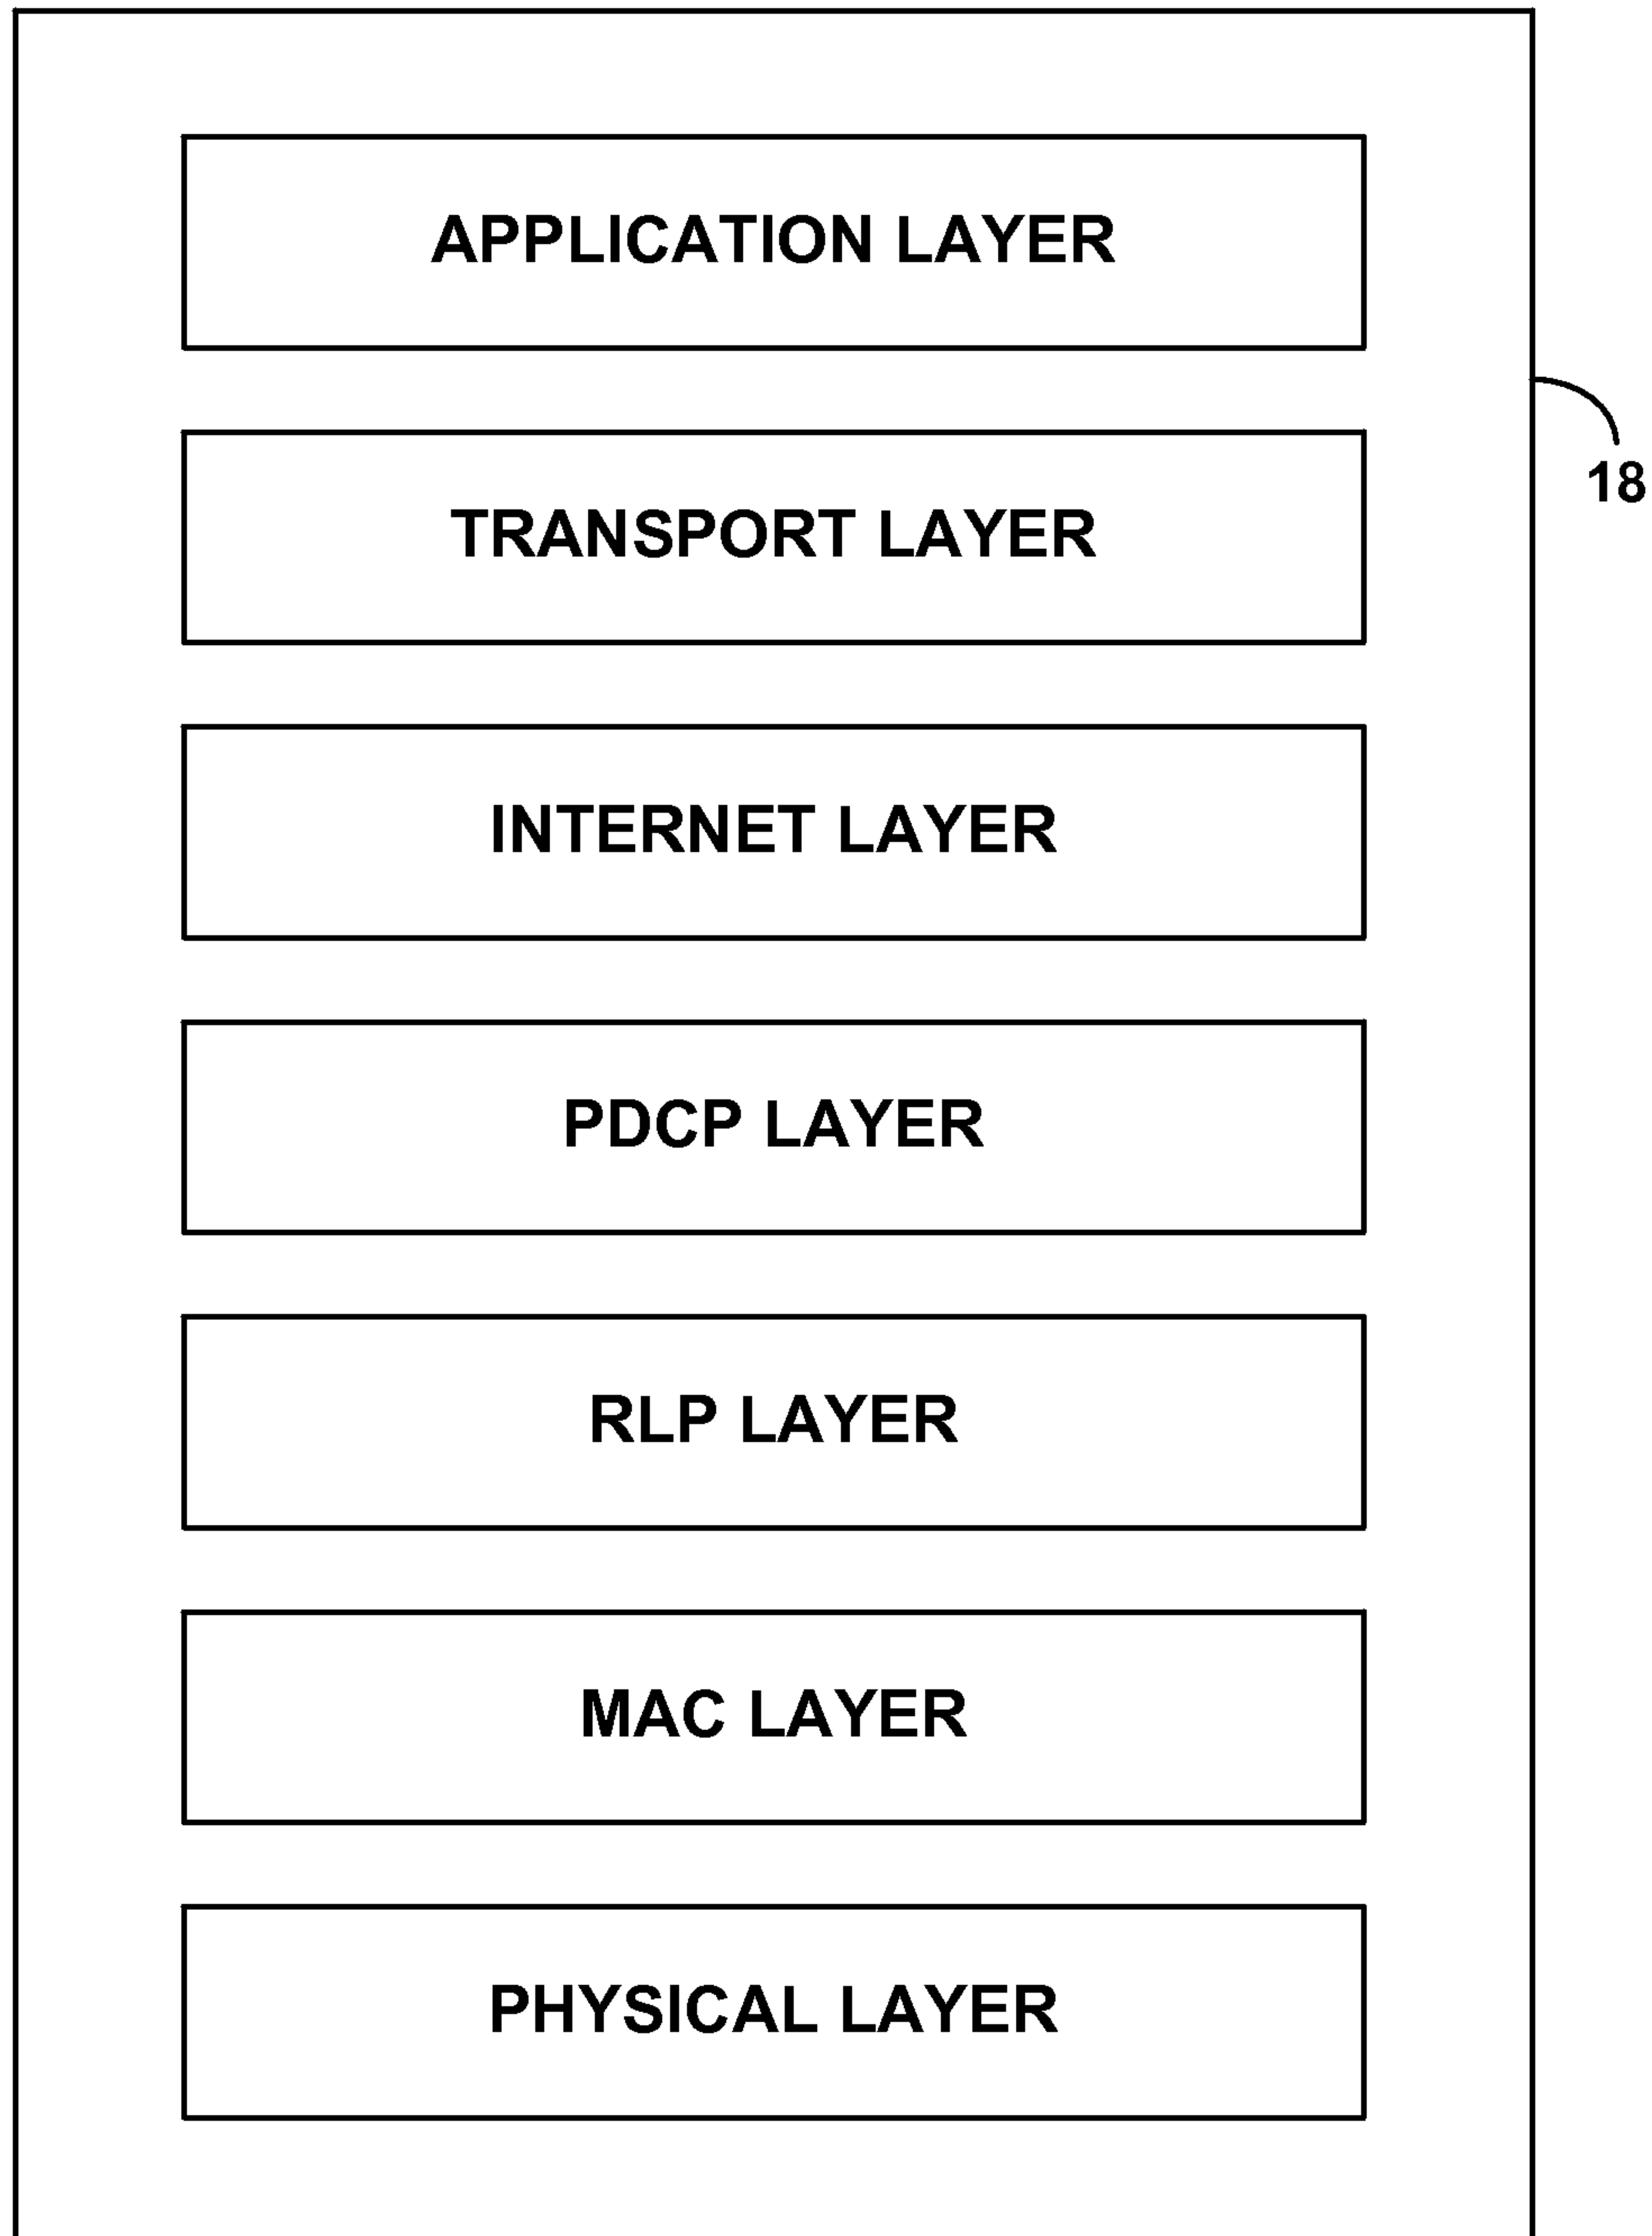 APPLICATION LAYER
18
TRANSPORT LAYER
INTERNET LAYER
PDCP LAYER
RLP LAYER
MAC LAYER
PHYSICAL LAYER